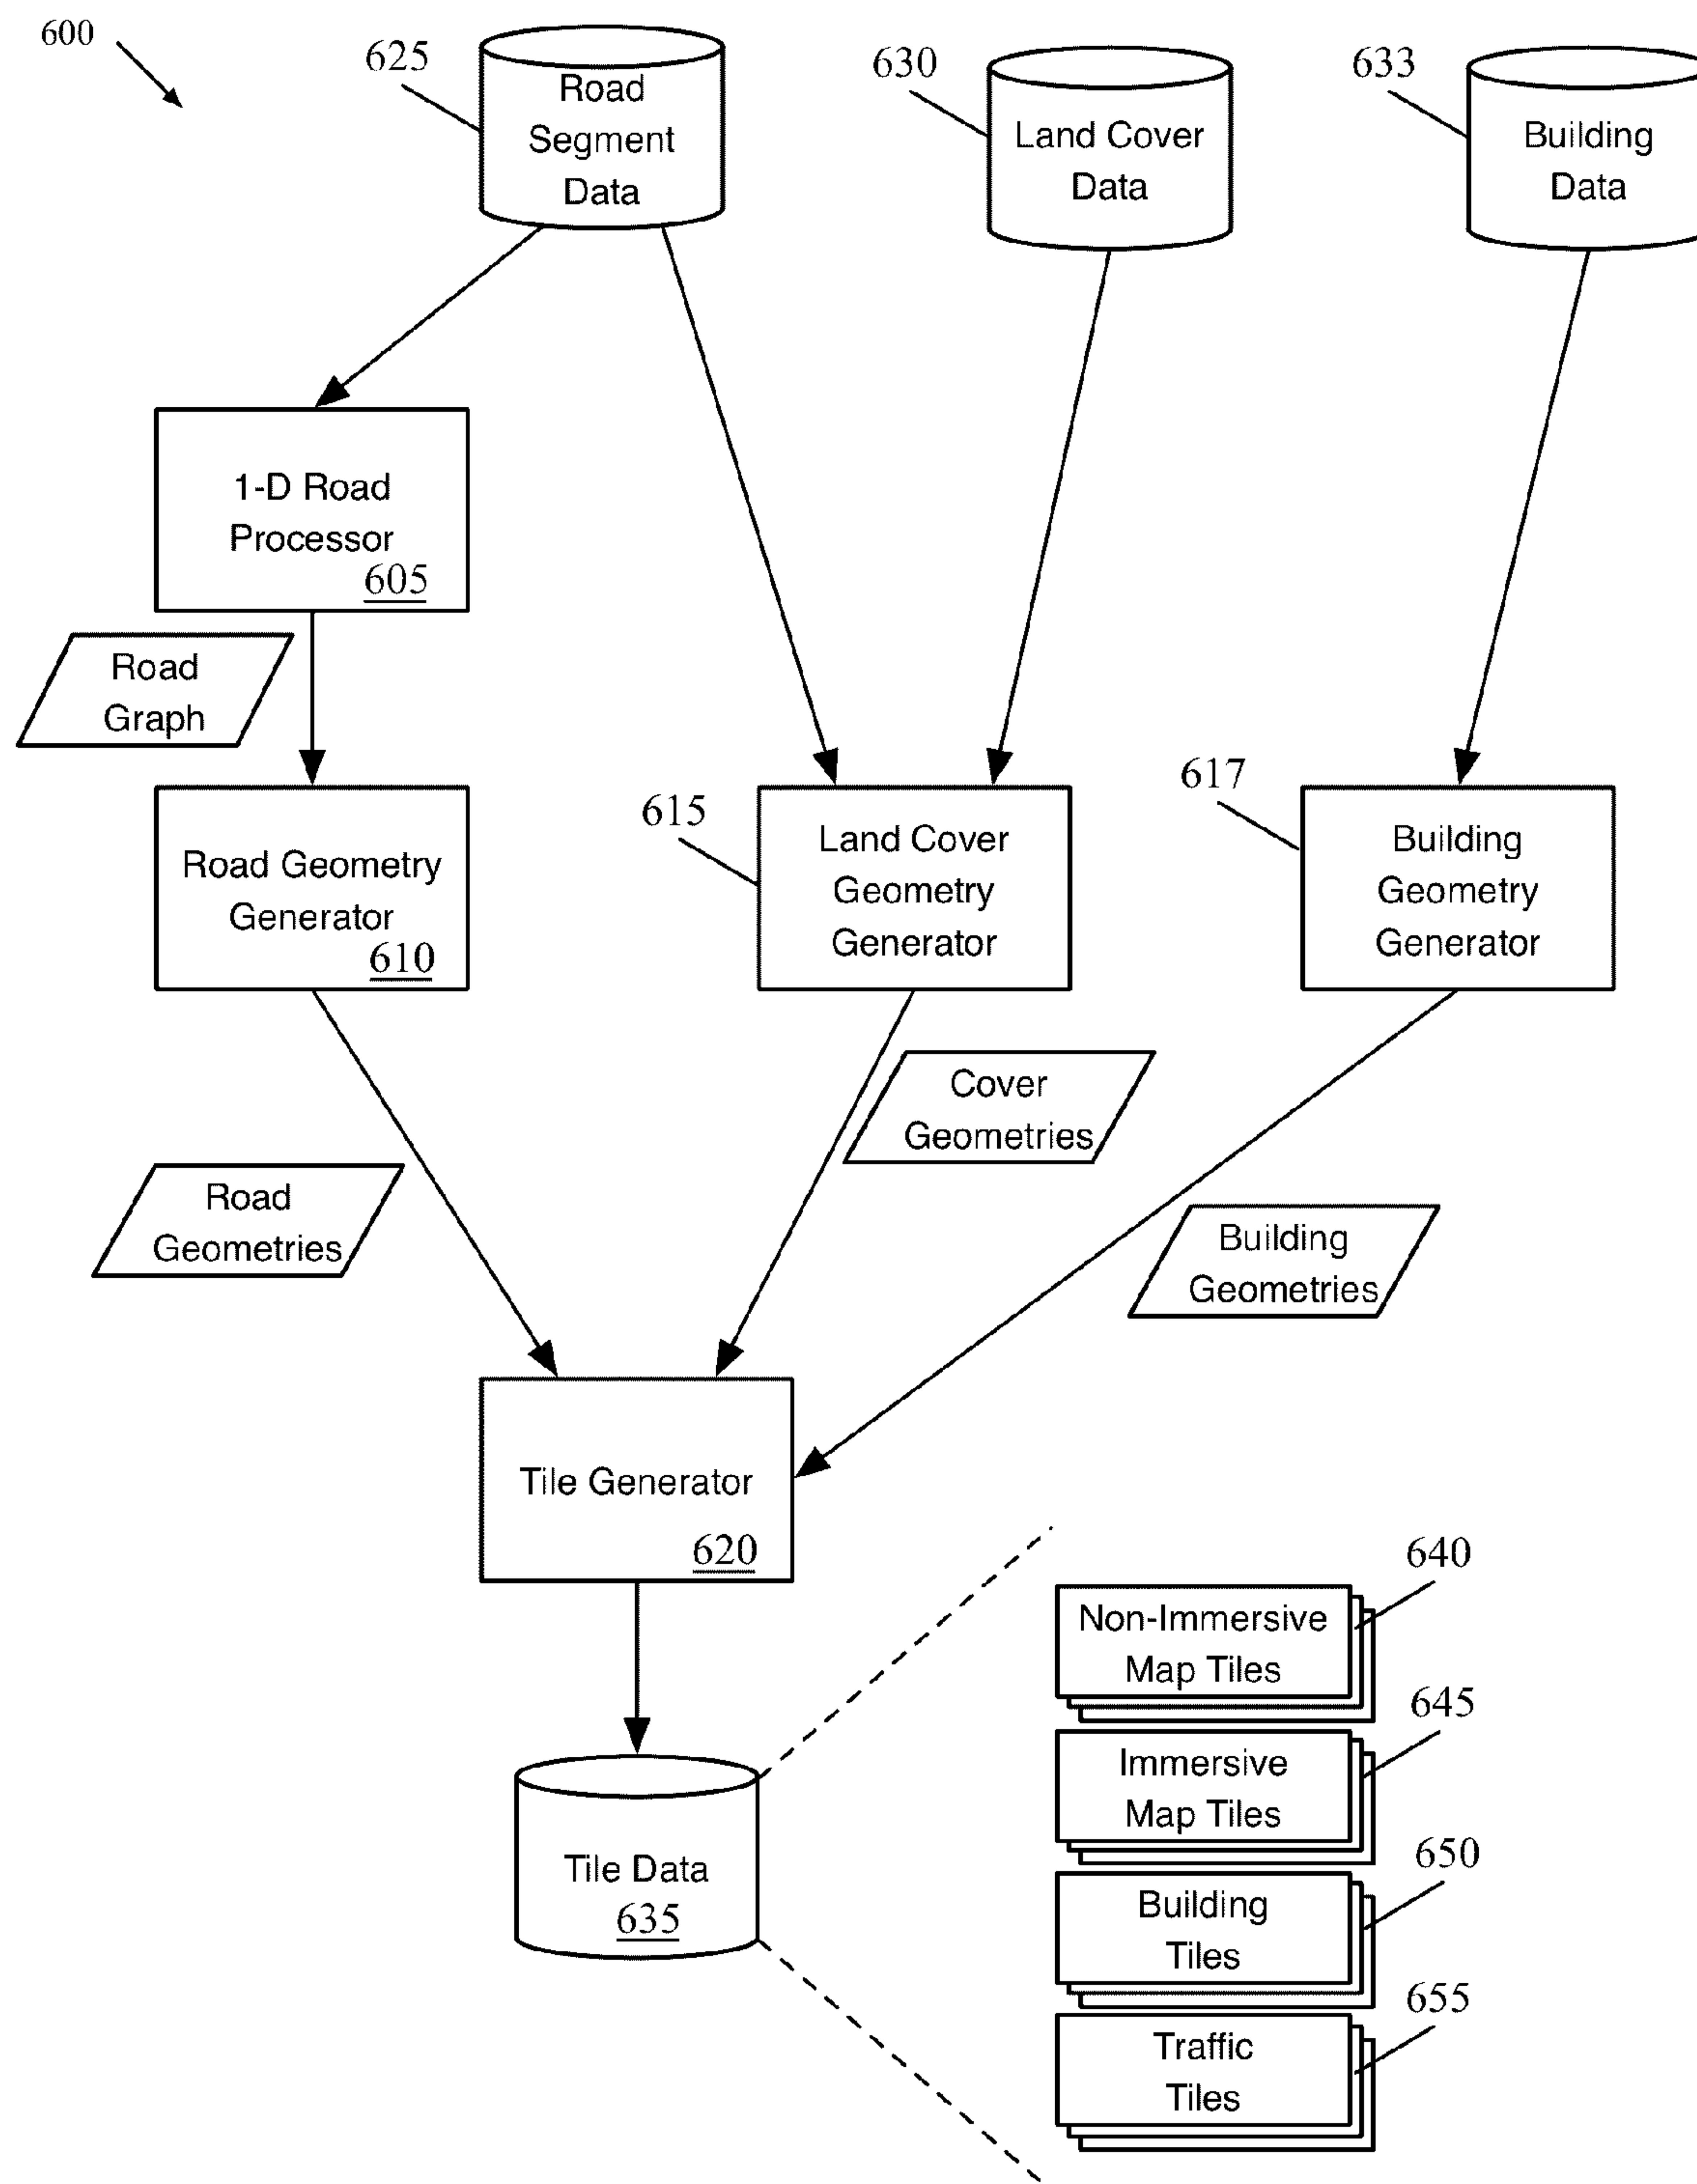 600
625
Road
Segment
Data
630
Land Cover
Data
633
Building
Data
1-D Road
Processor
605
Road
Graph
Road Geometry
Generator
610
615
Land Cover
Geometry
Generator
617
Building
Geometry
Generator
Cover
Geometries
Road
Geometries
Building
Geometries
Tile Generator
620
Tile Data
635
640
Non-Immersive
Map Tiles
645
Immersive
Map Tiles
650
Building
Tiles
655
Traffic
Tiles